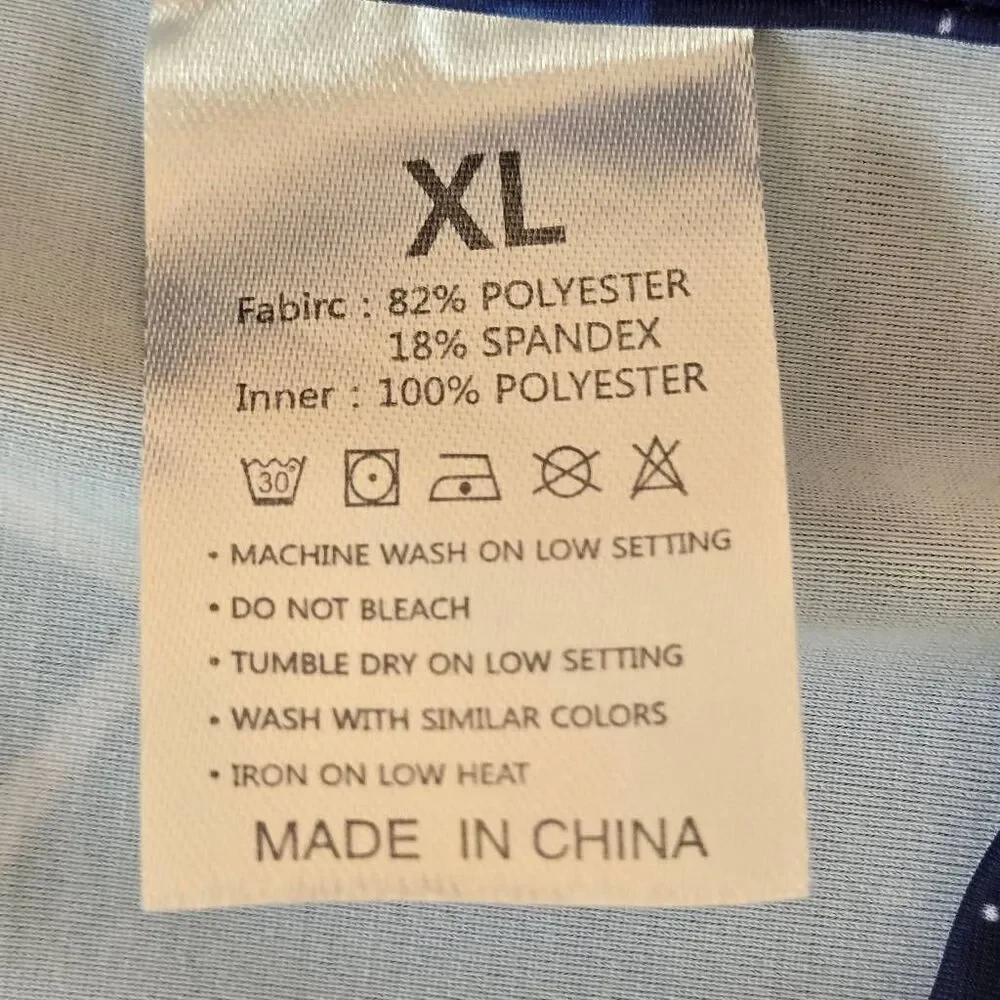 XL
Fabirc : 82% POLYESTER
18% SPANDEX
Inner : 100% POLYESTER
30°
• MACHINE WASH ON LOW SETTING
• DO NOT BLEACH
• TUMBLE DRY ON LOW SETTING
• WASH WITH SIMILAR COLORS
• IRON ON LOW HEAT
MADE IN CHINA